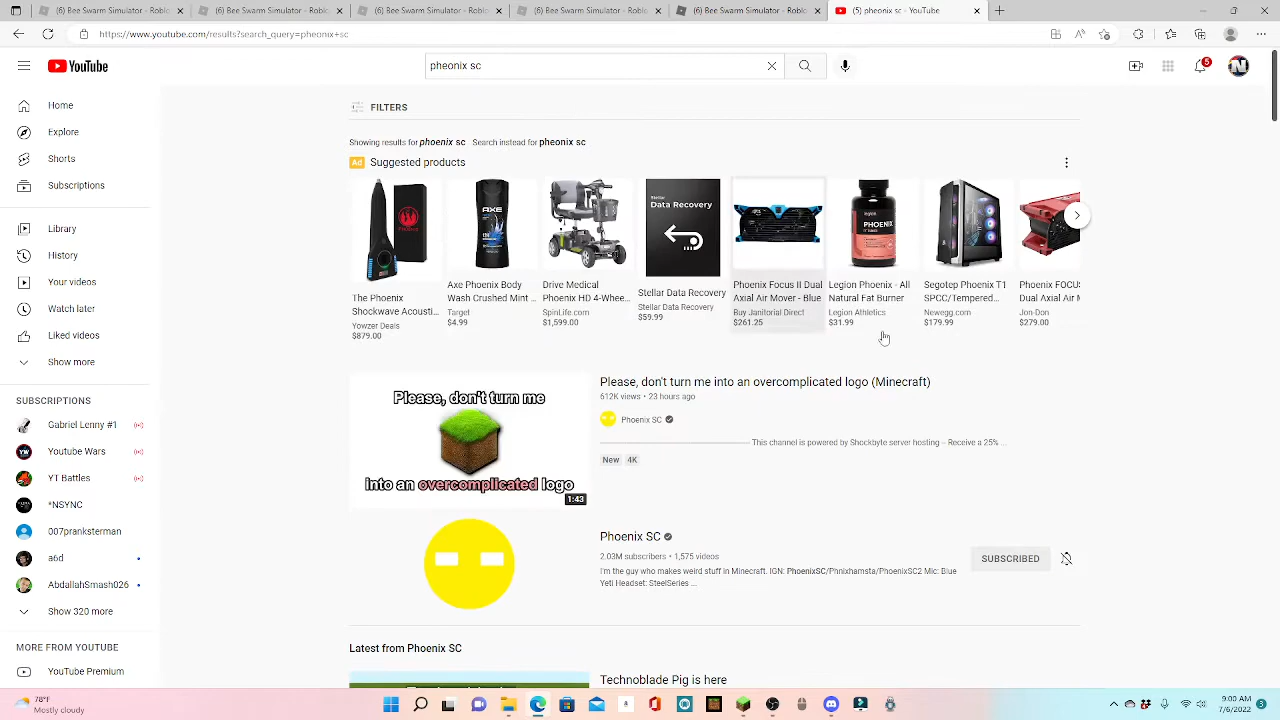 (6) Bee Swarm Simulator - Roblo:
(6) Bee Swarm Simulator - Roblo:
(6) Bee Swarm Simulator - Roblo:
(6) Bee Swarm Simulator - Roblo:
(6) Bee Swarm Simulator - Roblo:
(5) pheonix sc - YouTube
https://www.youtube.com/results?search_query=pheonix+sc
YouTube
pheonix sc
5
Home
Explore
Shorts
Subscriptions
Library
History
Your videos
Watch later
Liked videos
Show more
SUBSCRIPTIONS
Gabriel Lenny #1
Youtube Wars
YT Battles
*NSYNC
007pranksterman
a6d
AbdallahSmash026
Show 320 more
MORE FROM YOUTUBE
YouTube Premium
FILTERS
Showing results for phoenix sc Search instead for pheonix sc
Ad Suggested products
PHOENIX
AXE
Stellar
Data Recovery
legion
PHOENIX
The Phoenix
Shockwave Acousti...
Yowzer Deals
$879.00
Axe Phoenix Body
Wash Crushed Mint ...
Target
$4.99
Drive Medical
Phoenix HD 4-Whee...
SpinLife.com
$1,599.00
Stellar Data Recovery
Stellar Data Recovery
$59.99
Phoenix Focus II Dual
Axial Air Mover - Blue
Buy Janitorial Direct
$261.25
Legion Phoenix - All
Natural Fat Burner
Legion Athletics
$31.99
Segotep Phoenix T1
SPCC/Tempered...
Newegg.com
$179.99
Phoenix FOCUS
Dual Axial Air M
Jon-Don
$279.00
Please, don't turn me
into an overcomplicated logo
1:43
Please, don't turn me into an overcomplicated logo (Minecraft)
612K views • 23 hours ago
Phoenix SC
This channel is powered by Shockbyte server hosting – Receive a 25% ...
New 4K
Phoenix SC
2.03M subscribers • 1,575 videos
I'm the guy who makes weird stuff in Minecraft. IGN: PhoenixSC/Phnixhamsta/PhoenixSC2 Mic: Blue
Yeti Headset: SteelSeries ...
SUBSCRIBED
Latest from Phoenix SC
Technoblade Pig is here
78°F
Mostly cloudy
9:00 AM
7/6/2022
3